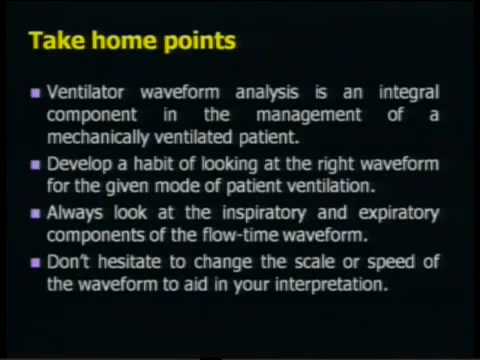 Take home points
Ventilator waveform analysis is an integral
component in the management of a
mechanically ventilated patient.
Develop a habit of looking at the right waveform
for the given mode of patient ventilation.
Always look at the inspiratory and expiratory
components of the flow-time waveform.
Don't hesitate to change the scale or speed of
the waveform to aid in your interpretation.